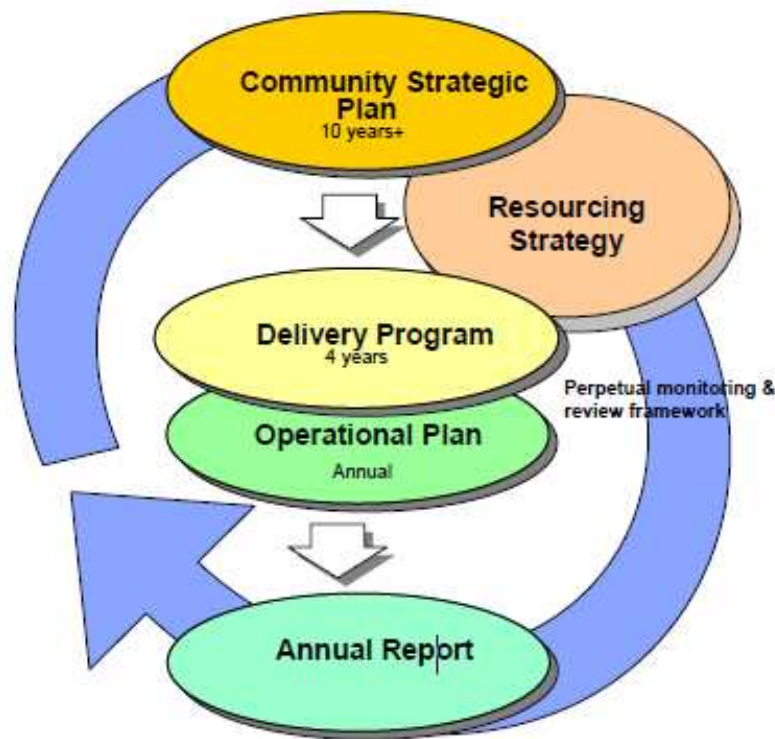 Community Strategic
Plan
10 years+
Resourcing
Strategy
Delivery Program
4 years
Perpetual monitoring &
review framework
Operational Plan
Annual
Annual Report